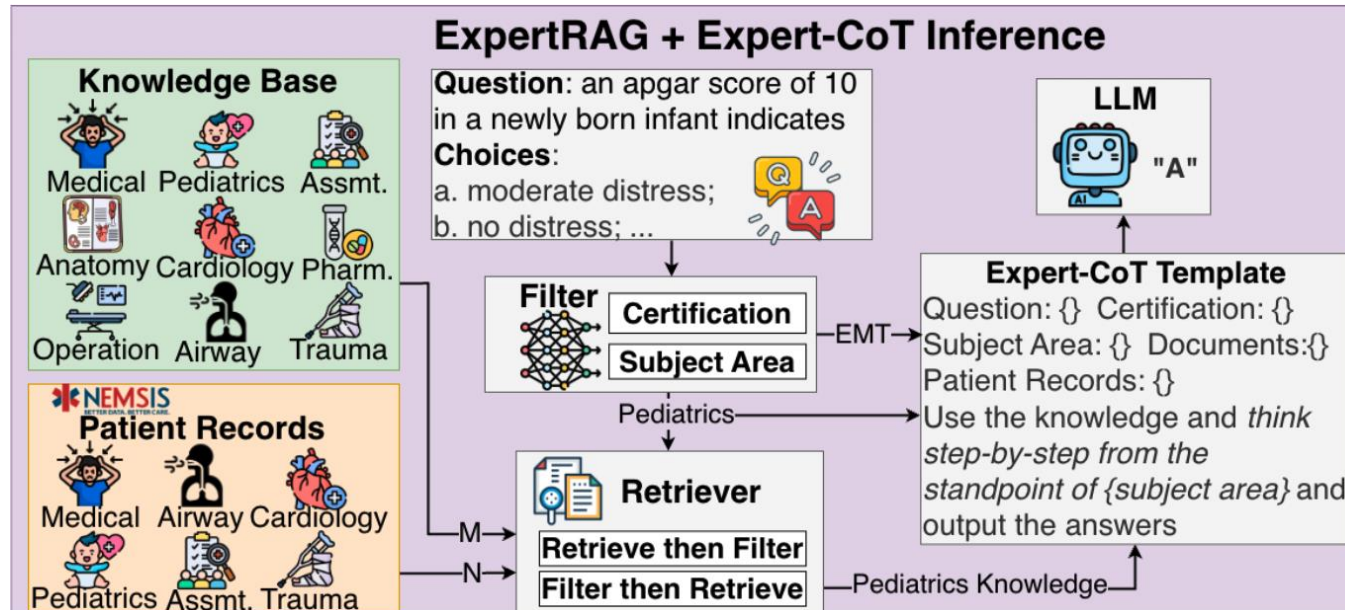 ExpertRAG + Expert-CoT Inference
Knowledge Base
Medical Pediatrics Assmt.
Anatomy Cardiology Pharm.
Operation Airway Trauma
NEMSIS
BETTER DATA. BETTER CARE.
Patient Records
Medical Airway Cardiology
Pediatrics Assmt. Trauma
Question: an apgar score of 10
in a newly born infant indicates
Choices:
a. moderate distress;
b. no distress; ...
Q
A
Filter
Certification
Subject Area
EMT
Pediatrics
Retriever
Retrieve then Filter
Filter then Retrieve
M
N
Pediatrics Knowledge
LLM
"A"
AI
Expert-CoT Template
Question: {} Certification: {}
Subject Area: {} Documents:{}
Patient Records: {}
Use the knowledge and think
step-by-step from the
standpoint of {subject area} and
output the answers